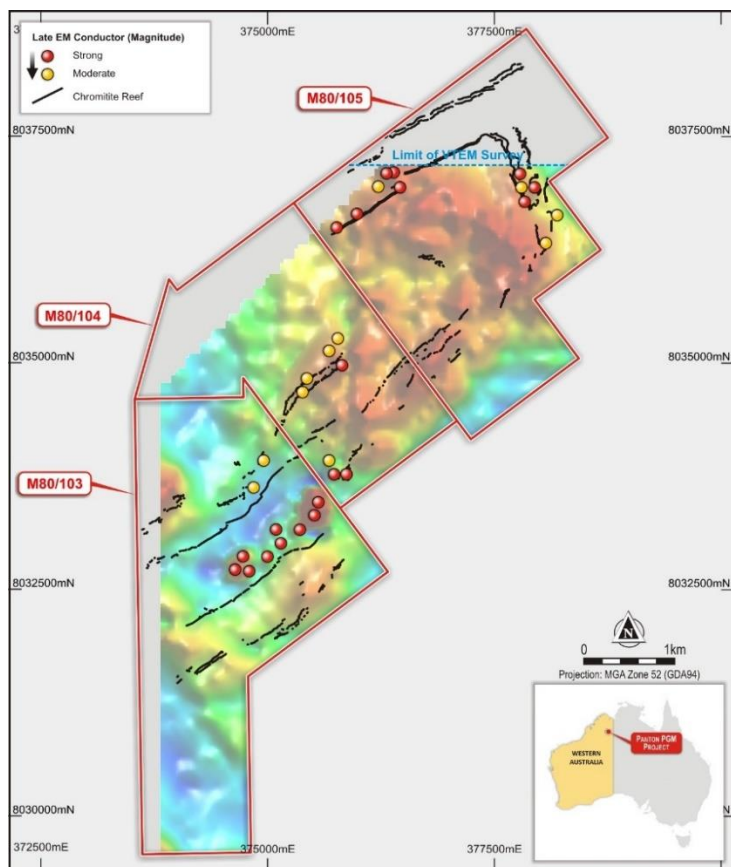 375000mE
377500mE
Late EM Conductor (Magnitude)
Strong
Moderate
Chromitite Reef
M80/105
8037500mN
8037500mN
Limit of VTEM Survey
M80/104
8035000mN
8035000mN
M80/103
8032500mN
8032500mN
N
0 1km
Projection: MGA Zone 52 (GDA94)
PANTON PGM
PROJECT
WESTERN
AUSTRALIA
8030000mN
8030000mN
372500mE
375000mE
377500mE